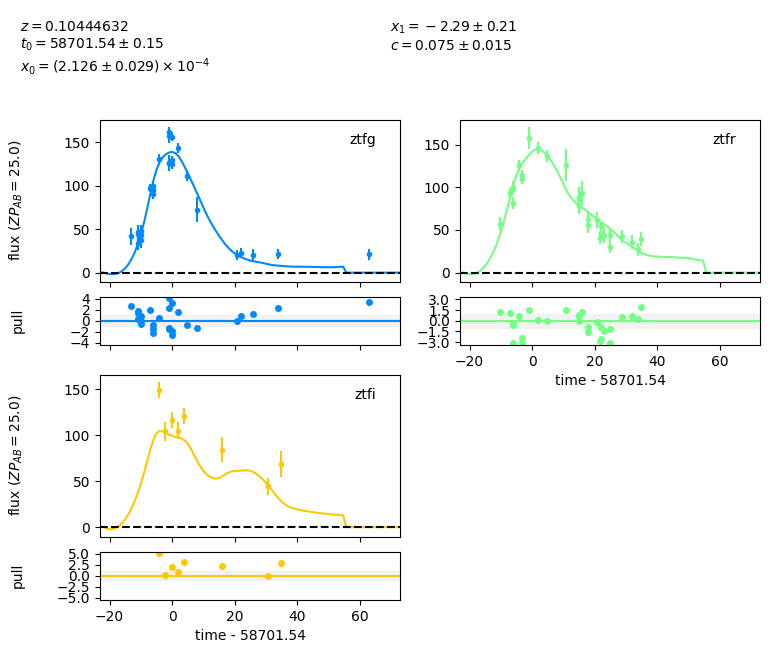 z = 0.10444632
t₀ = 58701.54 ± 0.15
x₀ = (2.126 ± 0.029) × 10⁻⁴
x₁ = −2.29 ± 0.21
c = 0.075 ± 0.015
flux (ZP_AB = 25.0)
150
100
50
0
ztfg
150
100
50
0
ztfr
pull
4
2
0
−2
−4
3.0
1.5
0.0
−1.5
−3.0
−20 0 20 40 60
time - 58701.54
flux (ZP_AB = 25.0)
150
100
50
0
ztfi
pull
5.0
2.5
0.0
−2.5
−5.0
−20 0 20 40 60
time - 58701.54